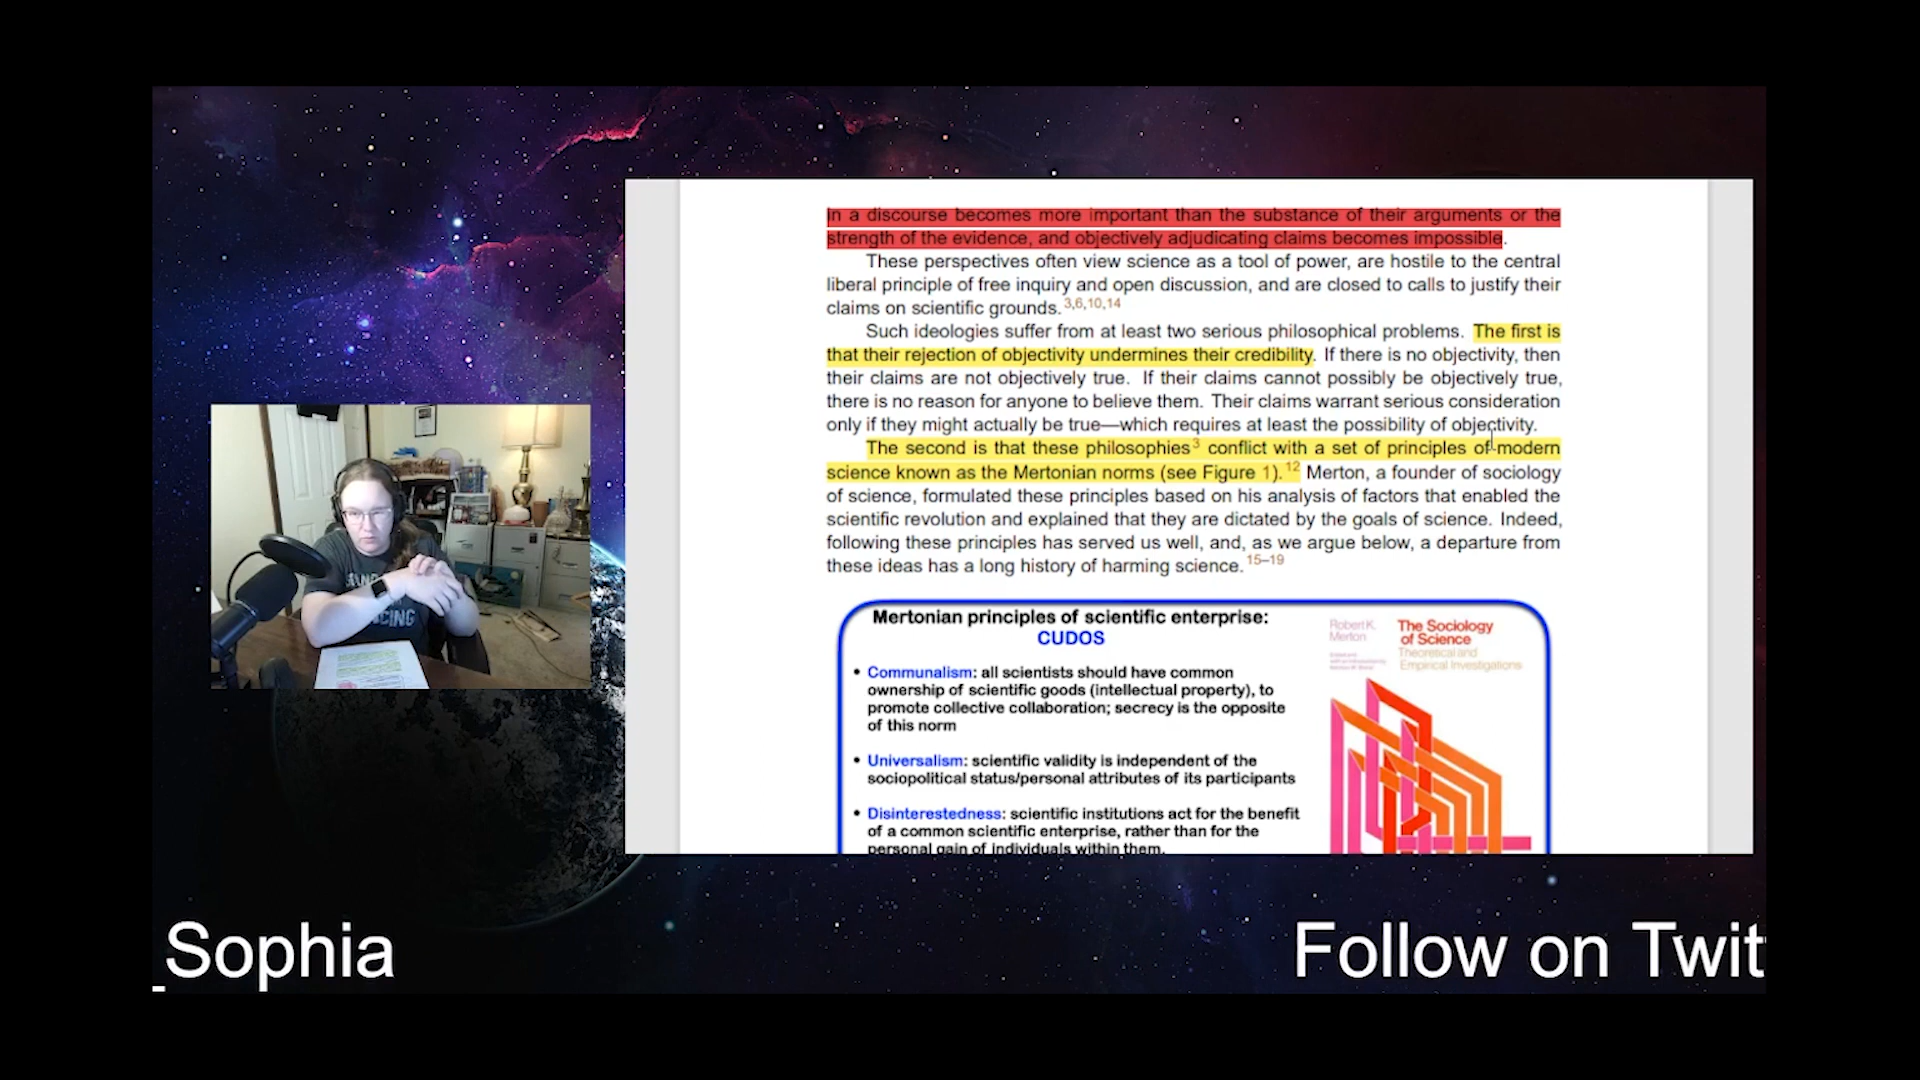 in a discourse becomes more important than the substance of their arguments or the
strength of the evidence, and objectively adjudicating claims becomes impossible.
These perspectives often view science as a tool of power, are hostile to the central
liberal principle of free inquiry and open discussion, and are closed to calls to justify their
claims on scientific grounds.3,6,10,14
Such ideologies suffer from at least two serious philosophical problems. The first is
that their rejection of objectivity undermines their credibility. If there is no objectivity, then
their claims are not objectively true. If their claims cannot possibly be objectively true,
there is no reason for anyone to believe them. Their claims warrant serious consideration
only if they might actually be true—which requires at least the possibility of objectivity.
The second is that these philosophies3 conflict with a set of principles of modern
science known as the Mertonian norms (see Figure 1).12 Merton, a founder of sociology
of science, formulated these principles based on his analysis of factors that enabled the
scientific revolution and explained that they are dictated by the goals of science. Indeed,
following these principles has served us well, and, as we argue below, a departure from
these ideas has a long history of harming science.15–19
Mertonian principles of scientific enterprise:
CUDOS
• Communalism: all scientists should have common
ownership of scientific goods (intellectual property), to
promote collective collaboration; secrecy is the opposite
of this norm
• Universalism: scientific validity is independent of the
sociopolitical status/personal attributes of its participants
• Disinterestedness: scientific institutions act for the benefit
of a common scientific enterprise, rather than for the
personal gain of individuals within them.
Robert K.
Merton
The Sociology
of Science
Theoretical and
Empirical Investigations
CING
Sophia
Follow on Twit